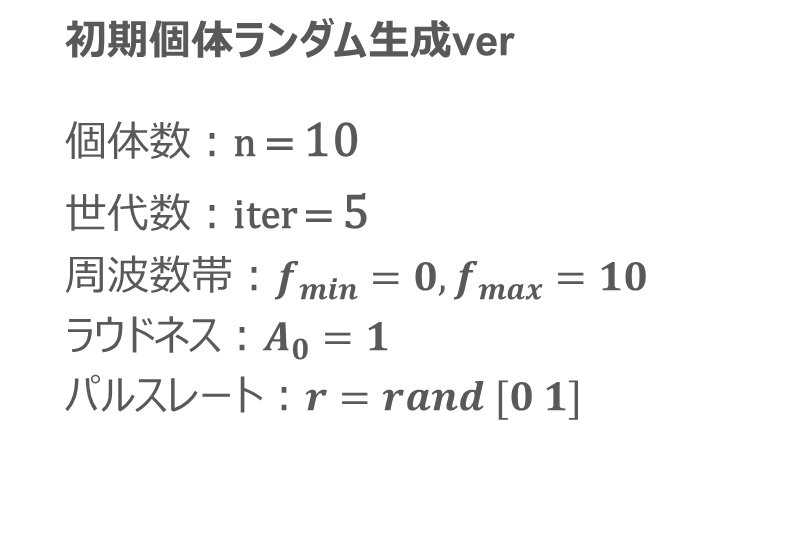 初期個体ランダム生成ver
個体数：n = 10
世代数：iter = 5
周波数帯：f_min = 0, f_max = 10
ラウドネス：A_0 = 1
パルスレート：r = rand [0 1]